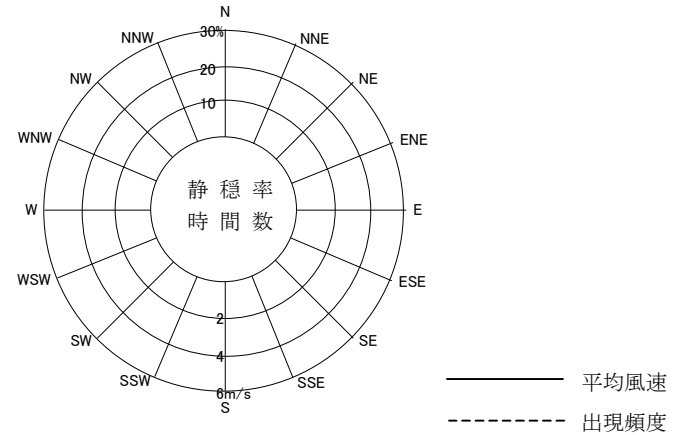 N
NNW 30% NNE
NW 20 NE
10
WNW ENE
静穏率
W E
時間数
WSW ESE
2
SW 4 SE
SSW 6m/s SSE
S
平均風速
出現頻度